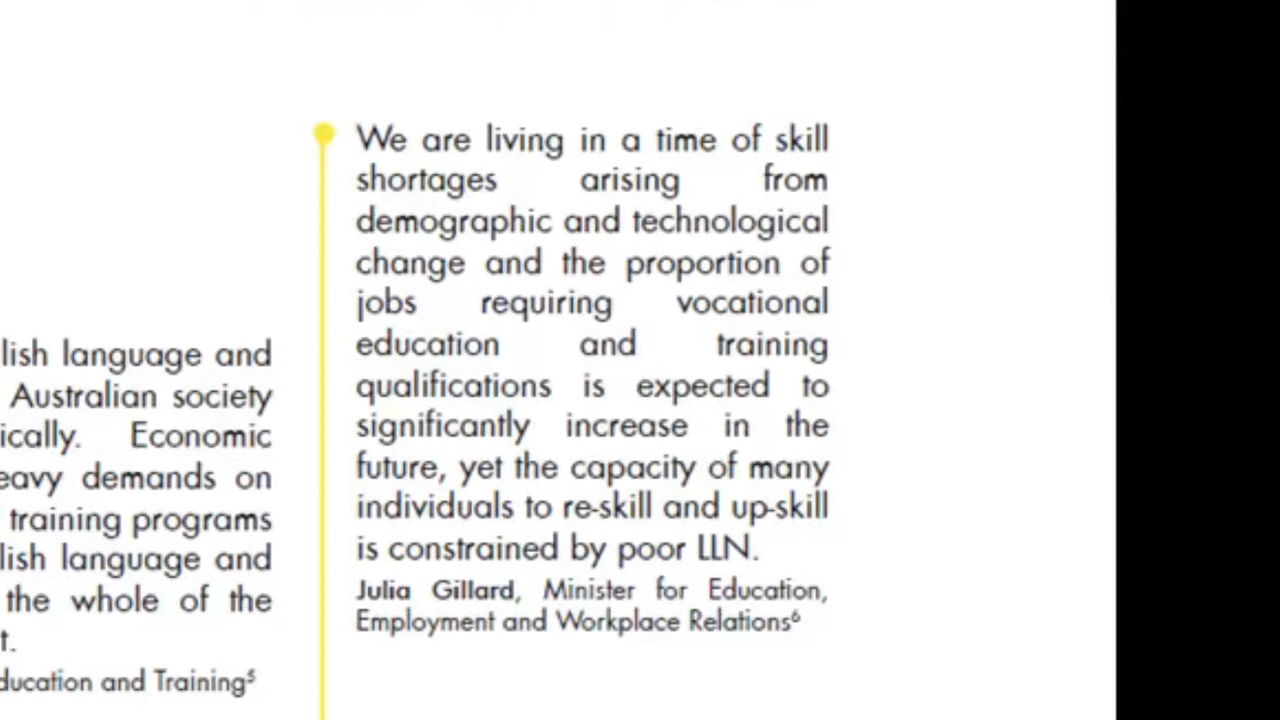 lish language and
Australian society
ically. Economic
eavy demands on
training programs
lish language and
the whole of the
t.
ducation and Training⁵
We are living in a time of skill
shortages arising from
demographic and technological
change and the proportion of
jobs requiring vocational
education and training
qualifications is expected to
significantly increase in the
future, yet the capacity of many
individuals to re-skill and up-skill
is constrained by poor LLN.
Julia Gillard, Minister for Education,
Employment and Workplace Relations⁶